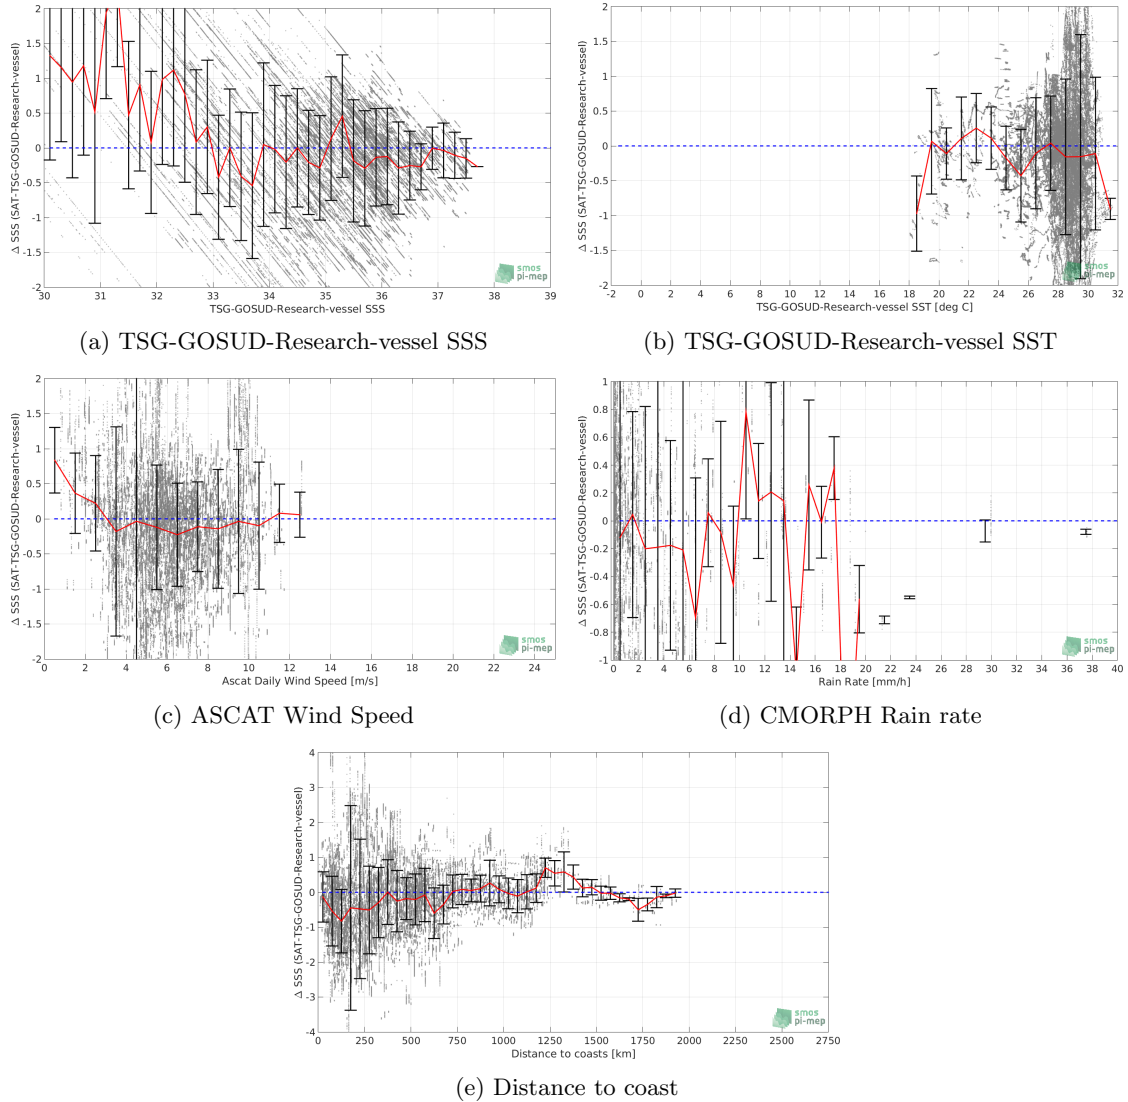 2
1.5
1
0.5
0
-0.5
-1
-1.5
-2
Δ SSS (SAT-TSG-GOSUD-Research-vessel)
30 31 32 33 34 35 36 37 38 39
TSG-GOSUD-Research-vessel SSS
smos
pi-mep
(a) TSG-GOSUD-Research-vessel SSS
2
1.5
1
0.5
0
-0.5
-1
-1.5
-2
Δ SSS (SAT-TSG-GOSUD-Research-vessel)
-2 0 2 4 6 8 10 12 14 16 18 20 22 24 26 28 30 32
TSG-GOSUD-Research-vessel SST [deg C]
smos
pi-mep
(b) TSG-GOSUD-Research-vessel SST
2
1.5
1
0.5
0
-0.5
-1
-1.5
-2
Δ SSS (SAT-TSG-GOSUD-Research-vessel)
0 2 4 6 8 10 12 14 16 18 20 22 24
Ascat Daily Wind Speed [m/s]
smos
pi-mep
(c) ASCAT Wind Speed
1
0.8
0.6
0.4
0.2
0
-0.2
-0.4
-0.6
-0.8
-1
Δ SSS (SAT-TSG-GOSUD-Research-vessel)
0 2 4 6 8 10 12 14 16 18 20 22 24 26 28 30 32 34 36 38 40
Rain Rate [mm/h]
smos
pi-mep
(d) CMORPH Rain rate
4
3
2
1
0
-1
-2
-3
-4
Δ SSS (SAT-TSG-GOSUD-Research-vessel)
0 250 500 750 1000 1250 1500 1750 2000 2250 2500 2750
Distance to coasts [km]
smos
pi-mep
(e) Distance to coast